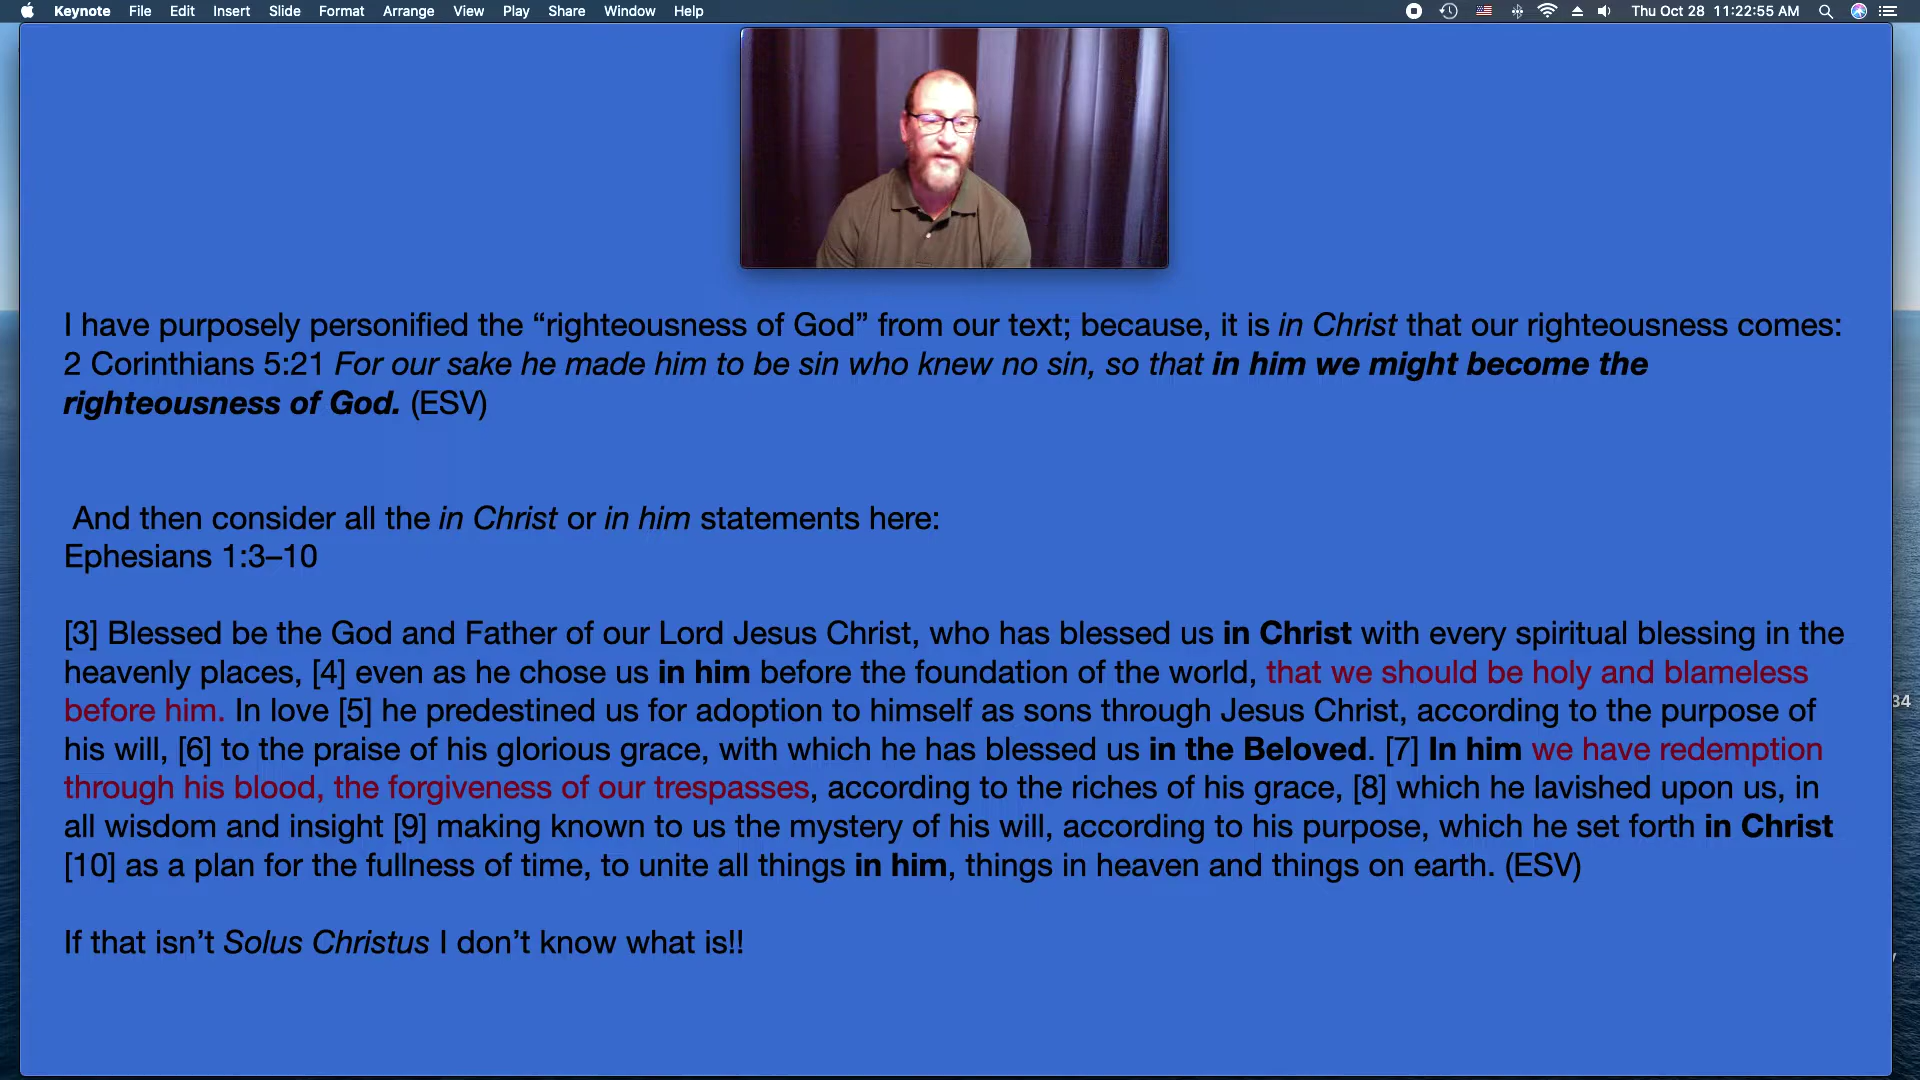 Keynote File Edit Insert Slide Format Arrange View Play Share Window Help Thu Oct 28 11:22:55 AM
I have purposely personified the “righteousness of God” from our text; because, it is in Christ that our righteousness comes:
2 Corinthians 5:21 For our sake he made him to be sin who knew no sin, so that in him we might become the
righteousness of God. (ESV)
And then consider all the in Christ or in him statements here:
Ephesians 1:3–10
[3] Blessed be the God and Father of our Lord Jesus Christ, who has blessed us in Christ with every spiritual blessing in the
heavenly places, [4] even as he chose us in him before the foundation of the world, that we should be holy and blameless
before him. In love [5] he predestined us for adoption to himself as sons through Jesus Christ, according to the purpose of
his will, [6] to the praise of his glorious grace, with which he has blessed us in the Beloved. [7] In him we have redemption
through his blood, the forgiveness of our trespasses, according to the riches of his grace, [8] which he lavished upon us, in
all wisdom and insight [9] making known to us the mystery of his will, according to his purpose, which he set forth in Christ
[10] as a plan for the fullness of time, to unite all things in him, things in heaven and things on earth. (ESV)
If that isn’t Solus Christus I don’t know what is!!
34